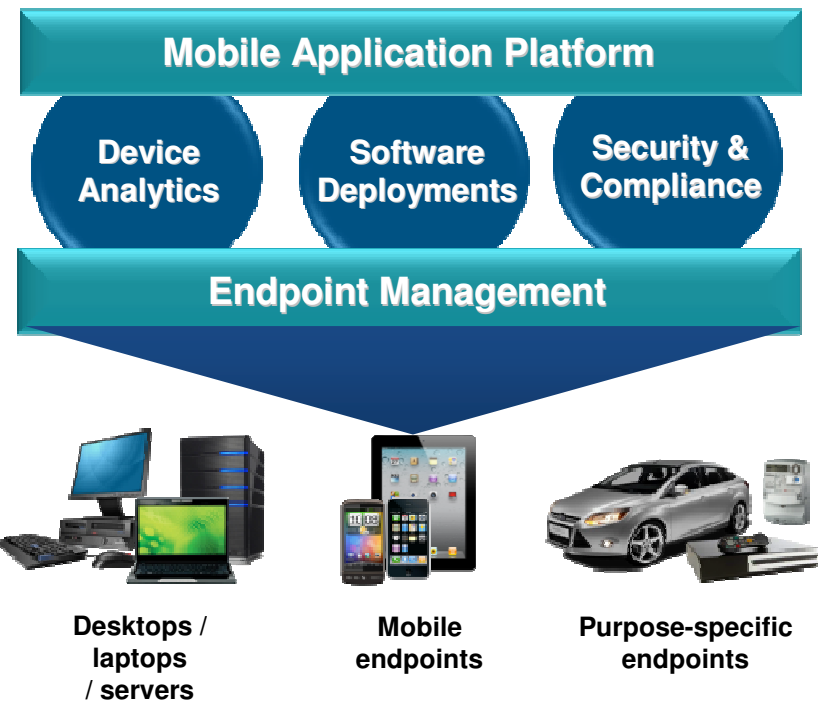 Mobile Application Platform
Device
Analytics
Software
Deployments
Security &
Compliance
Endpoint Management
Desktops /
laptops
/ servers
Mobile
endpoints
Purpose-specific
endpoints